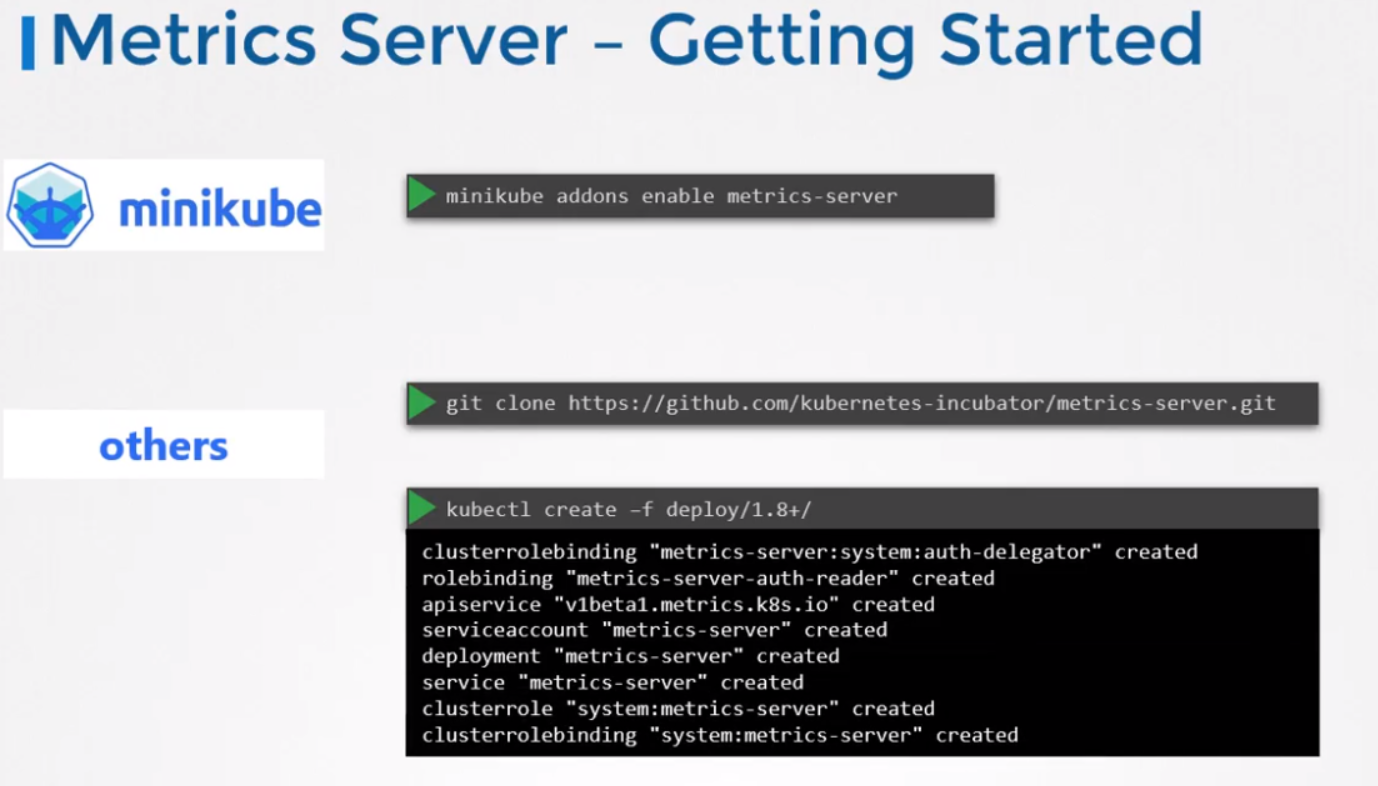 Metrics Server – Getting Started
minikube
minikube addons enable metrics-server
git clone https://github.com/kubernetes-incubator/metrics-server.git
others
kubectl create –f deploy/1.8+/
clusterrolebinding "metrics-server:system:auth-delegator" created
rolebinding "metrics-server-auth-reader" created
apiservice "v1beta1.metrics.k8s.io" created
serviceaccount "metrics-server" created
deployment "metrics-server" created
service "metrics-server" created
clusterrole "system:metrics-server" created
clusterrolebinding "system:metrics-server" created